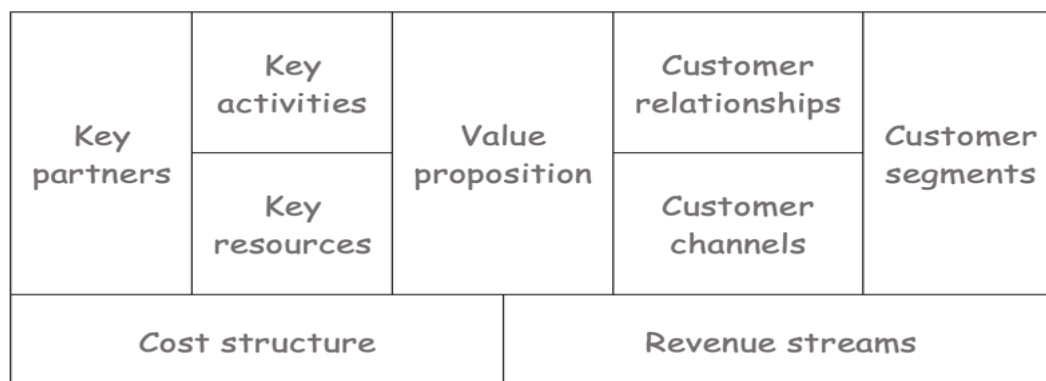 Key
partners
Key
activities
Key
resources
Value
proposition
Customer
relationships
Customer
channels
Customer
segments
Cost structure
Revenue streams